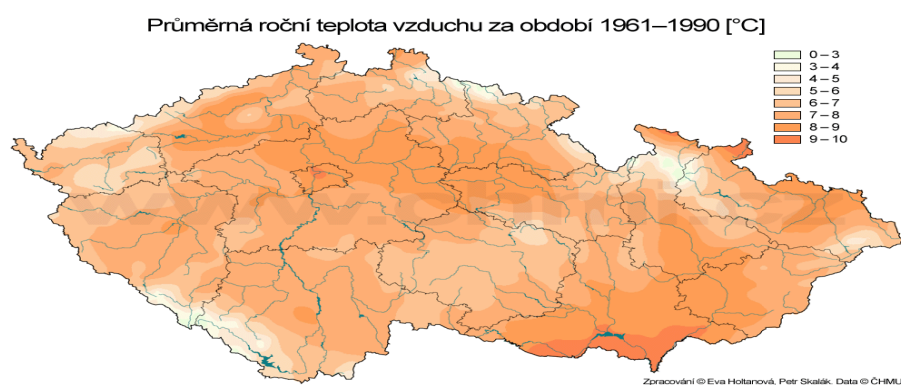 Průměrná roční teplota vzduchu za období 1961–1990 [°C]
0 – 3
3 – 4
4 – 5
5 – 6
6 – 7
7 – 8
8 – 9
9 – 10
Zpracování © Eva Holtanová, Petr Skalák. Data © ČHMÚ